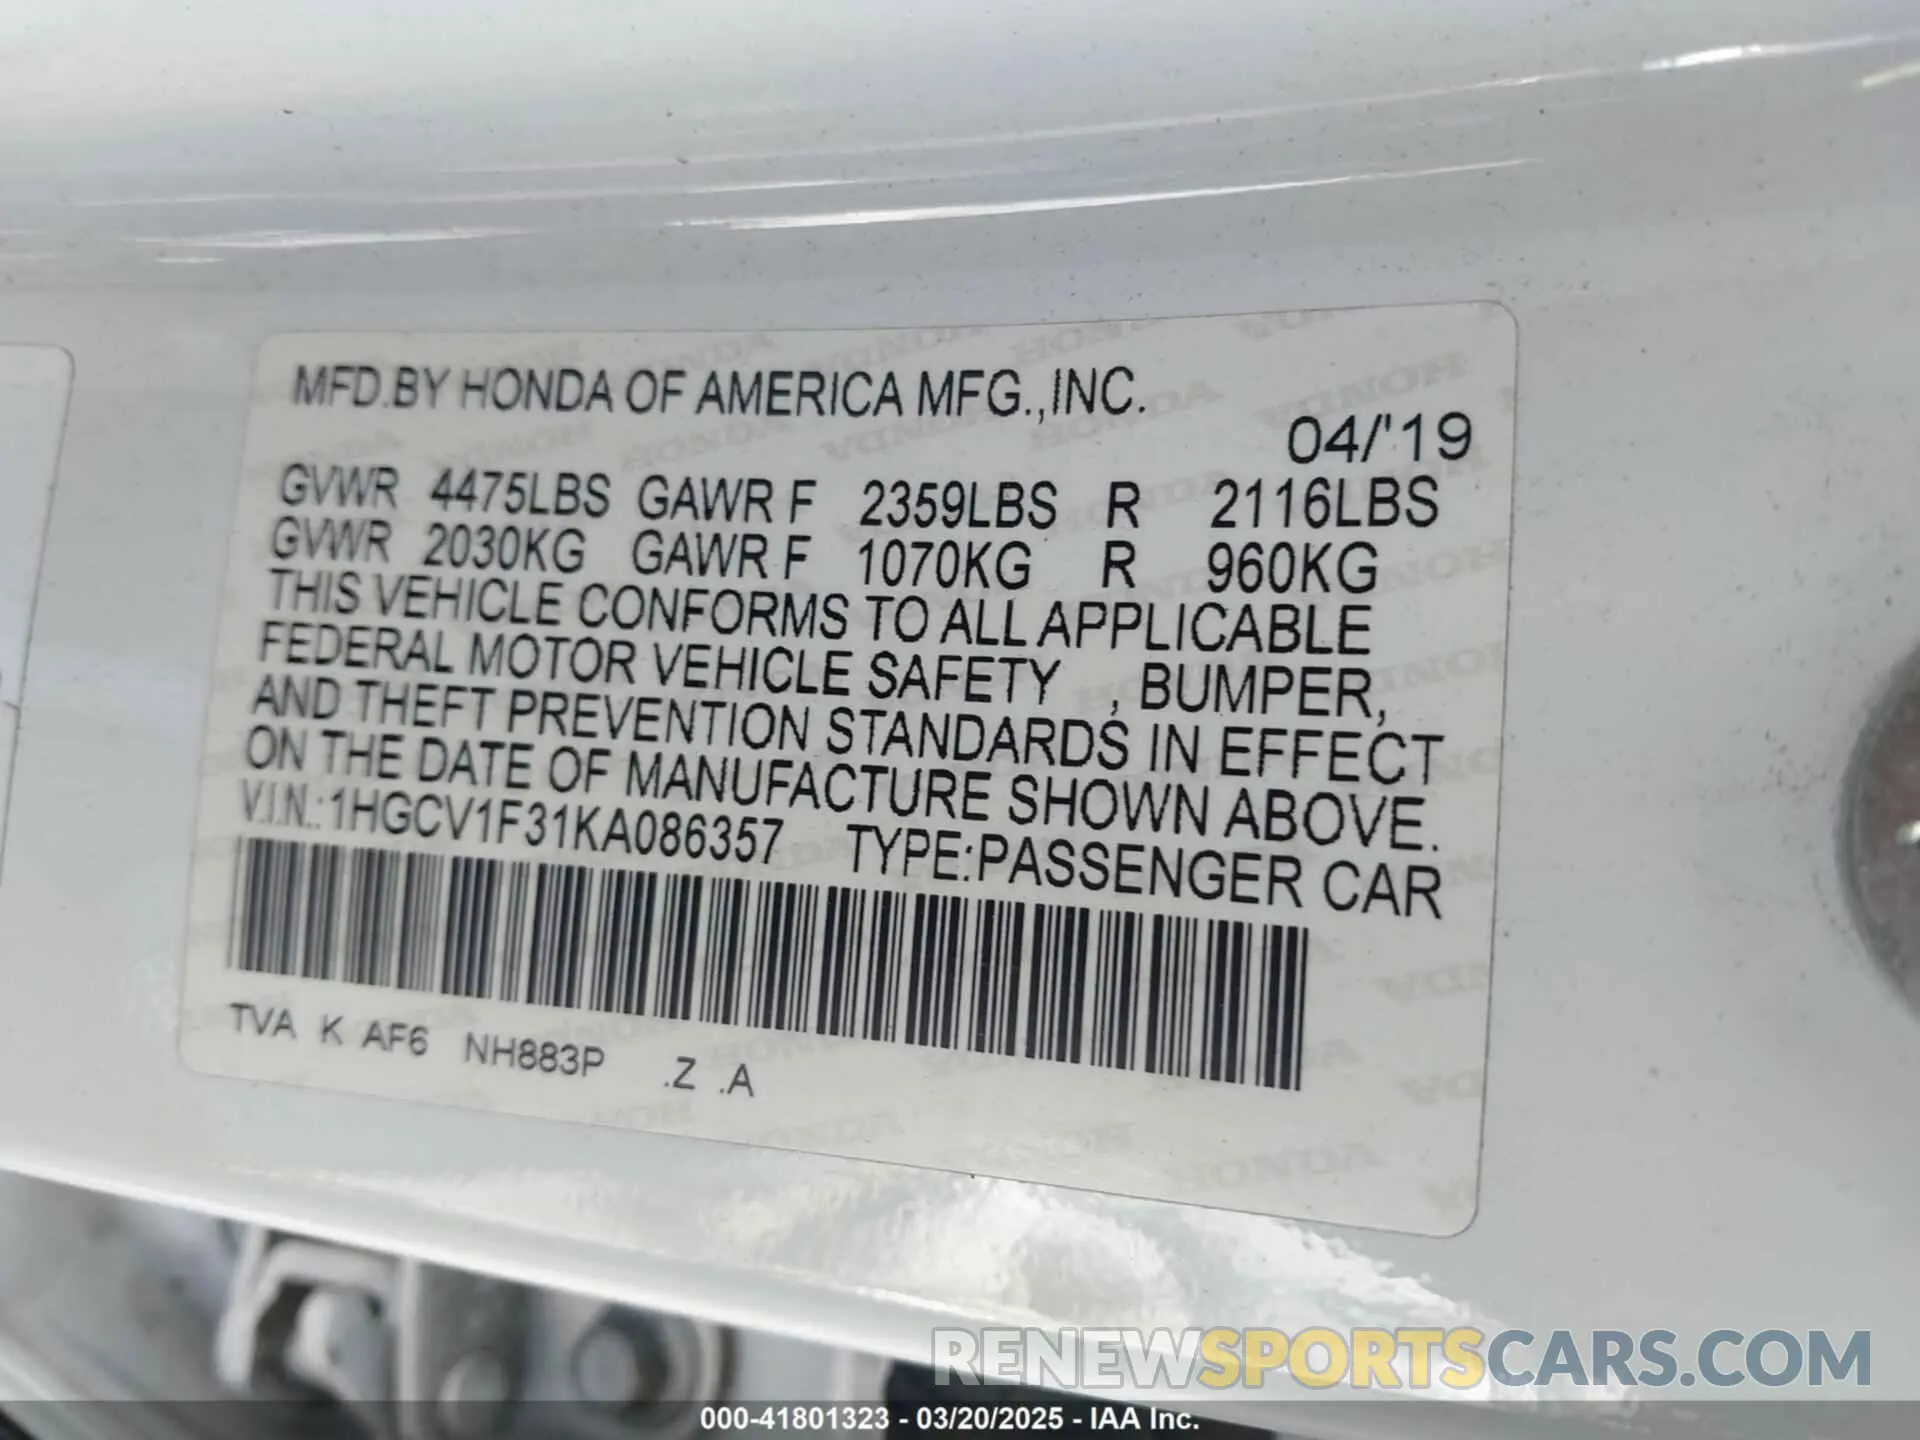 MFD.BY HONDA OF AMERICA MFG.,INC.
04/'19
GVWR 4475LBS GAWR F 2359LBS R 2116LBS
GVWR 2030KG GAWR F 1070KG R 960KG
THIS VEHICLE CONFORMS TO ALL APPLICABLE
FEDERAL MOTOR VEHICLE SAFETY , BUMPER,
AND THEFT PREVENTION STANDARDS IN EFFECT
ON THE DATE OF MANUFACTURE SHOWN ABOVE.
V.I.N.:1HGCV1F31KA086357 TYPE:PASSENGER CAR
TVA K AF6 NH883P .Z .A
RENEWSPORTSCARS.COM
000-41801323 - 03/20/2025 - IAA Inc.